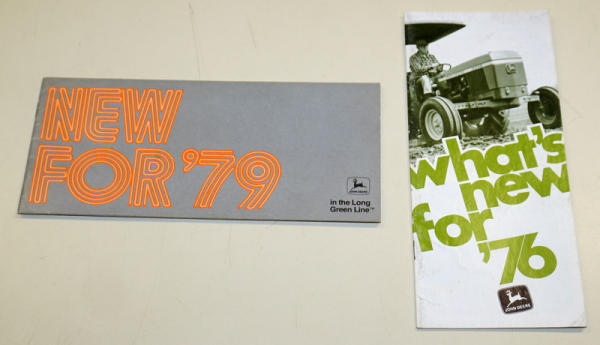 NEW
FOR '79
JOHN DEERE
in the Long
Green Line™
what's
new
for
'76
JOHN DEERE